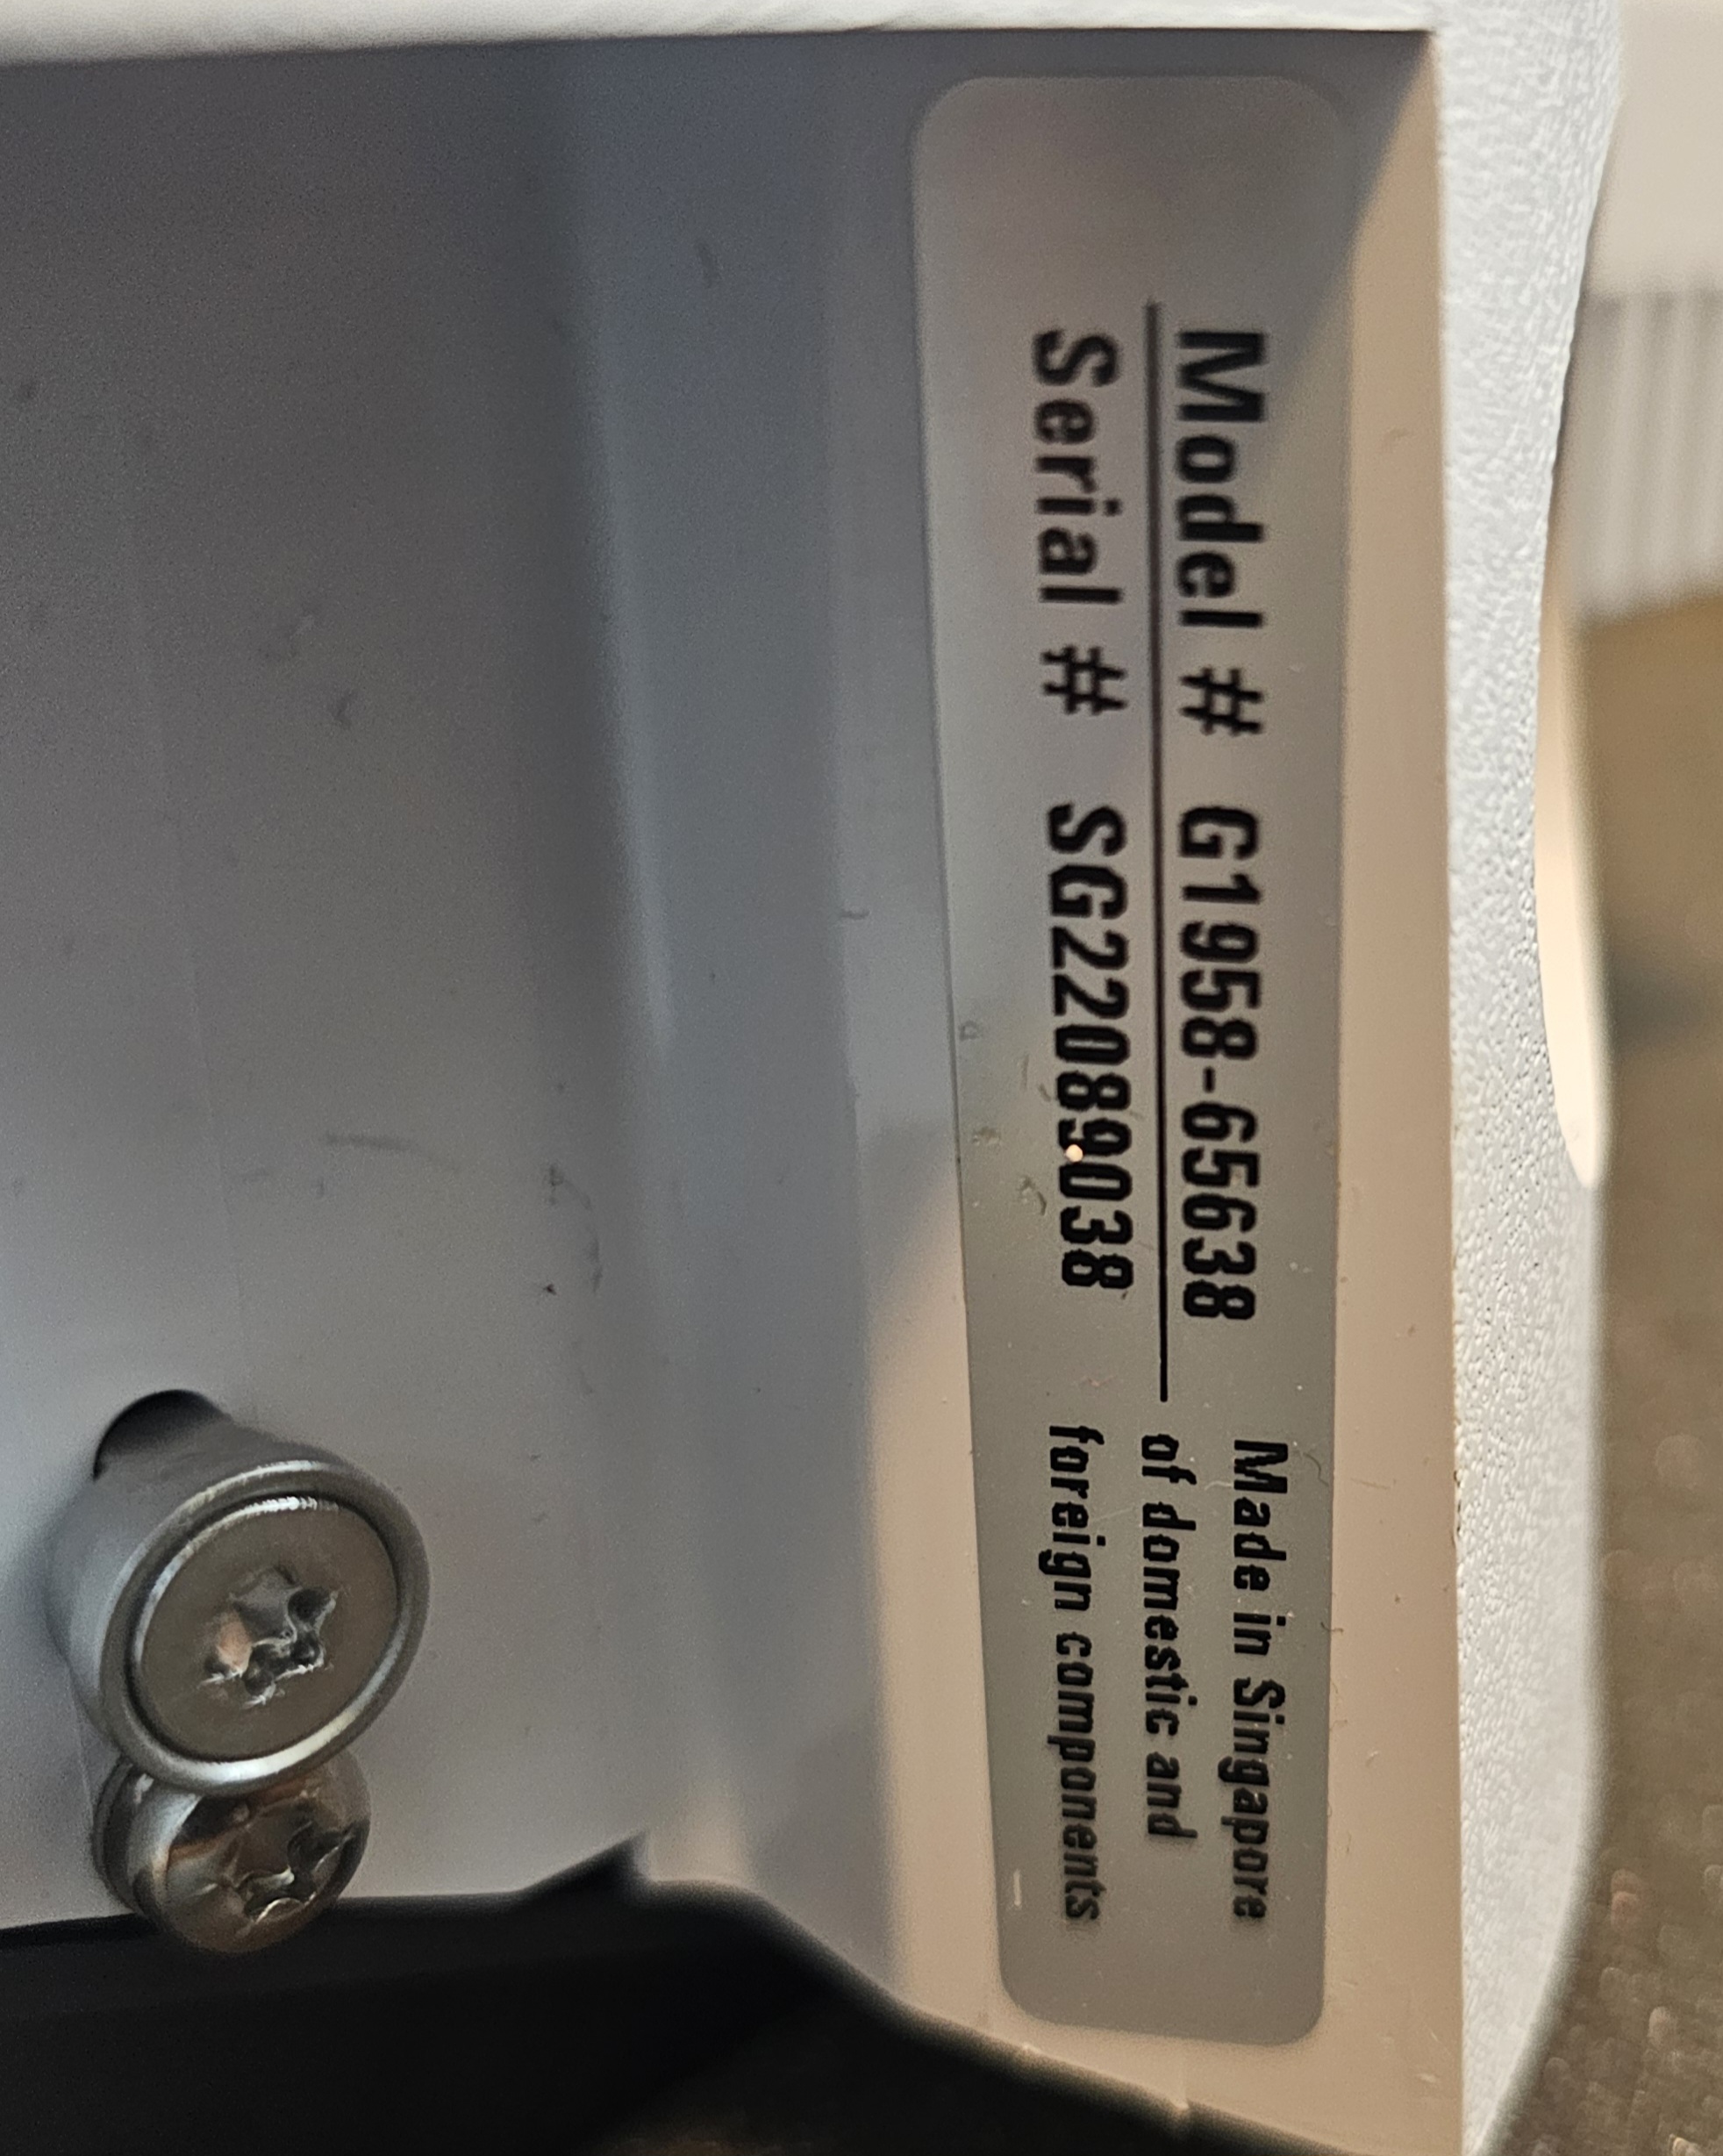 Model # G1958-65638
Serial # SG22089038
Made in Singapore
of domestic and
foreign components